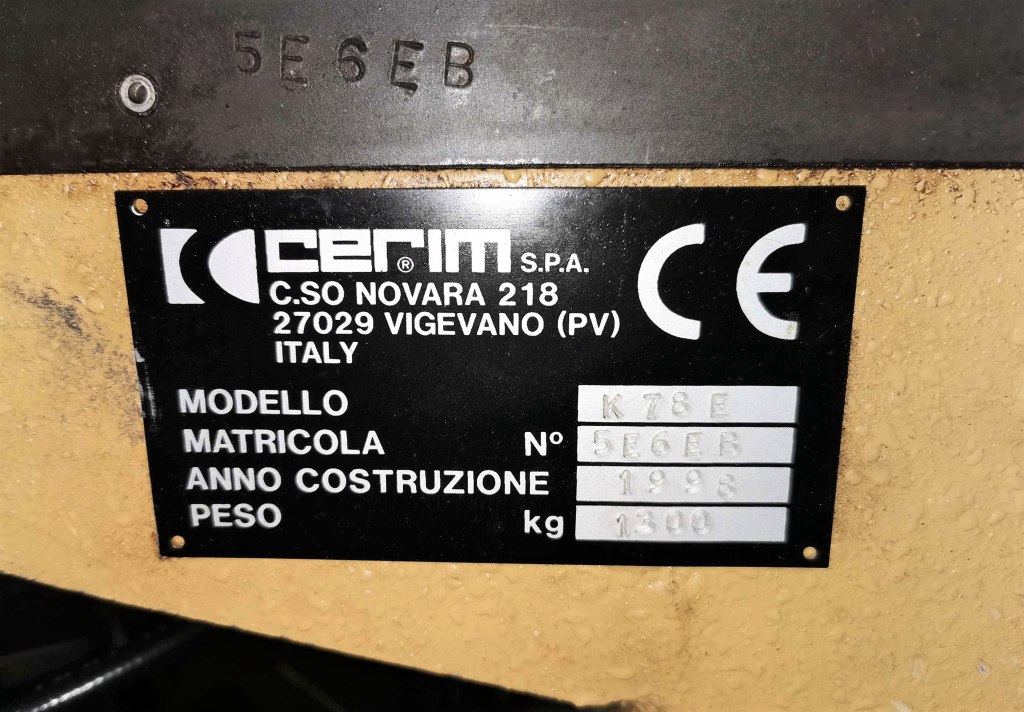 5E6EB
CERIM® S.P.A.
C.SO NOVARA 218
27029 VIGEVANO (PV)
ITALY
CE
MODELLO K 78 E
MATRICOLA Nº 5E6EB
ANNO COSTRUZIONE 1998
PESO kg 1300